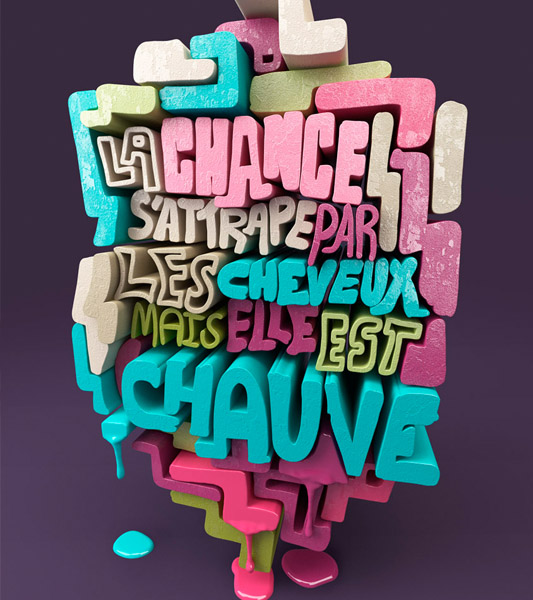 LA CHANCE
S'ATTRAPE PAR
LES CHEVEUX
MAIS ELLE EST
CHAUVE